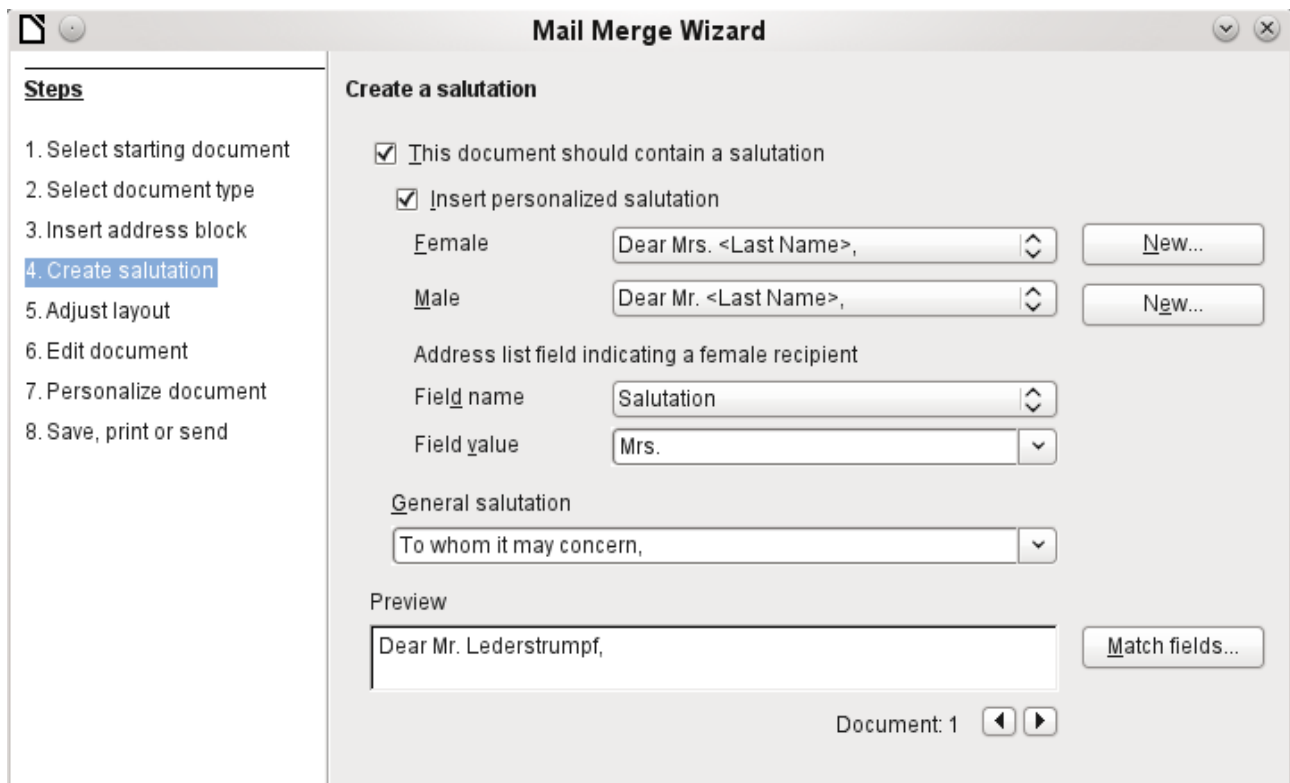 Mail Merge Wizard
Steps
1. Select starting document
2. Select document type
3. Insert address block
4. Create salutation
5. Adjust layout
6. Edit document
7. Personalize document
8. Save, print or send
Create a salutation
This document should contain a salutation
Insert personalized salutation
Female Dear Mrs. <Last Name>, New...
Male Dear Mr. <Last Name>, New...
Address list field indicating a female recipient
Field name Salutation
Field value Mrs.
General salutation
To whom it may concern,
Preview
Dear Mr. Lederstrumpf, Match fields...
Document: 1